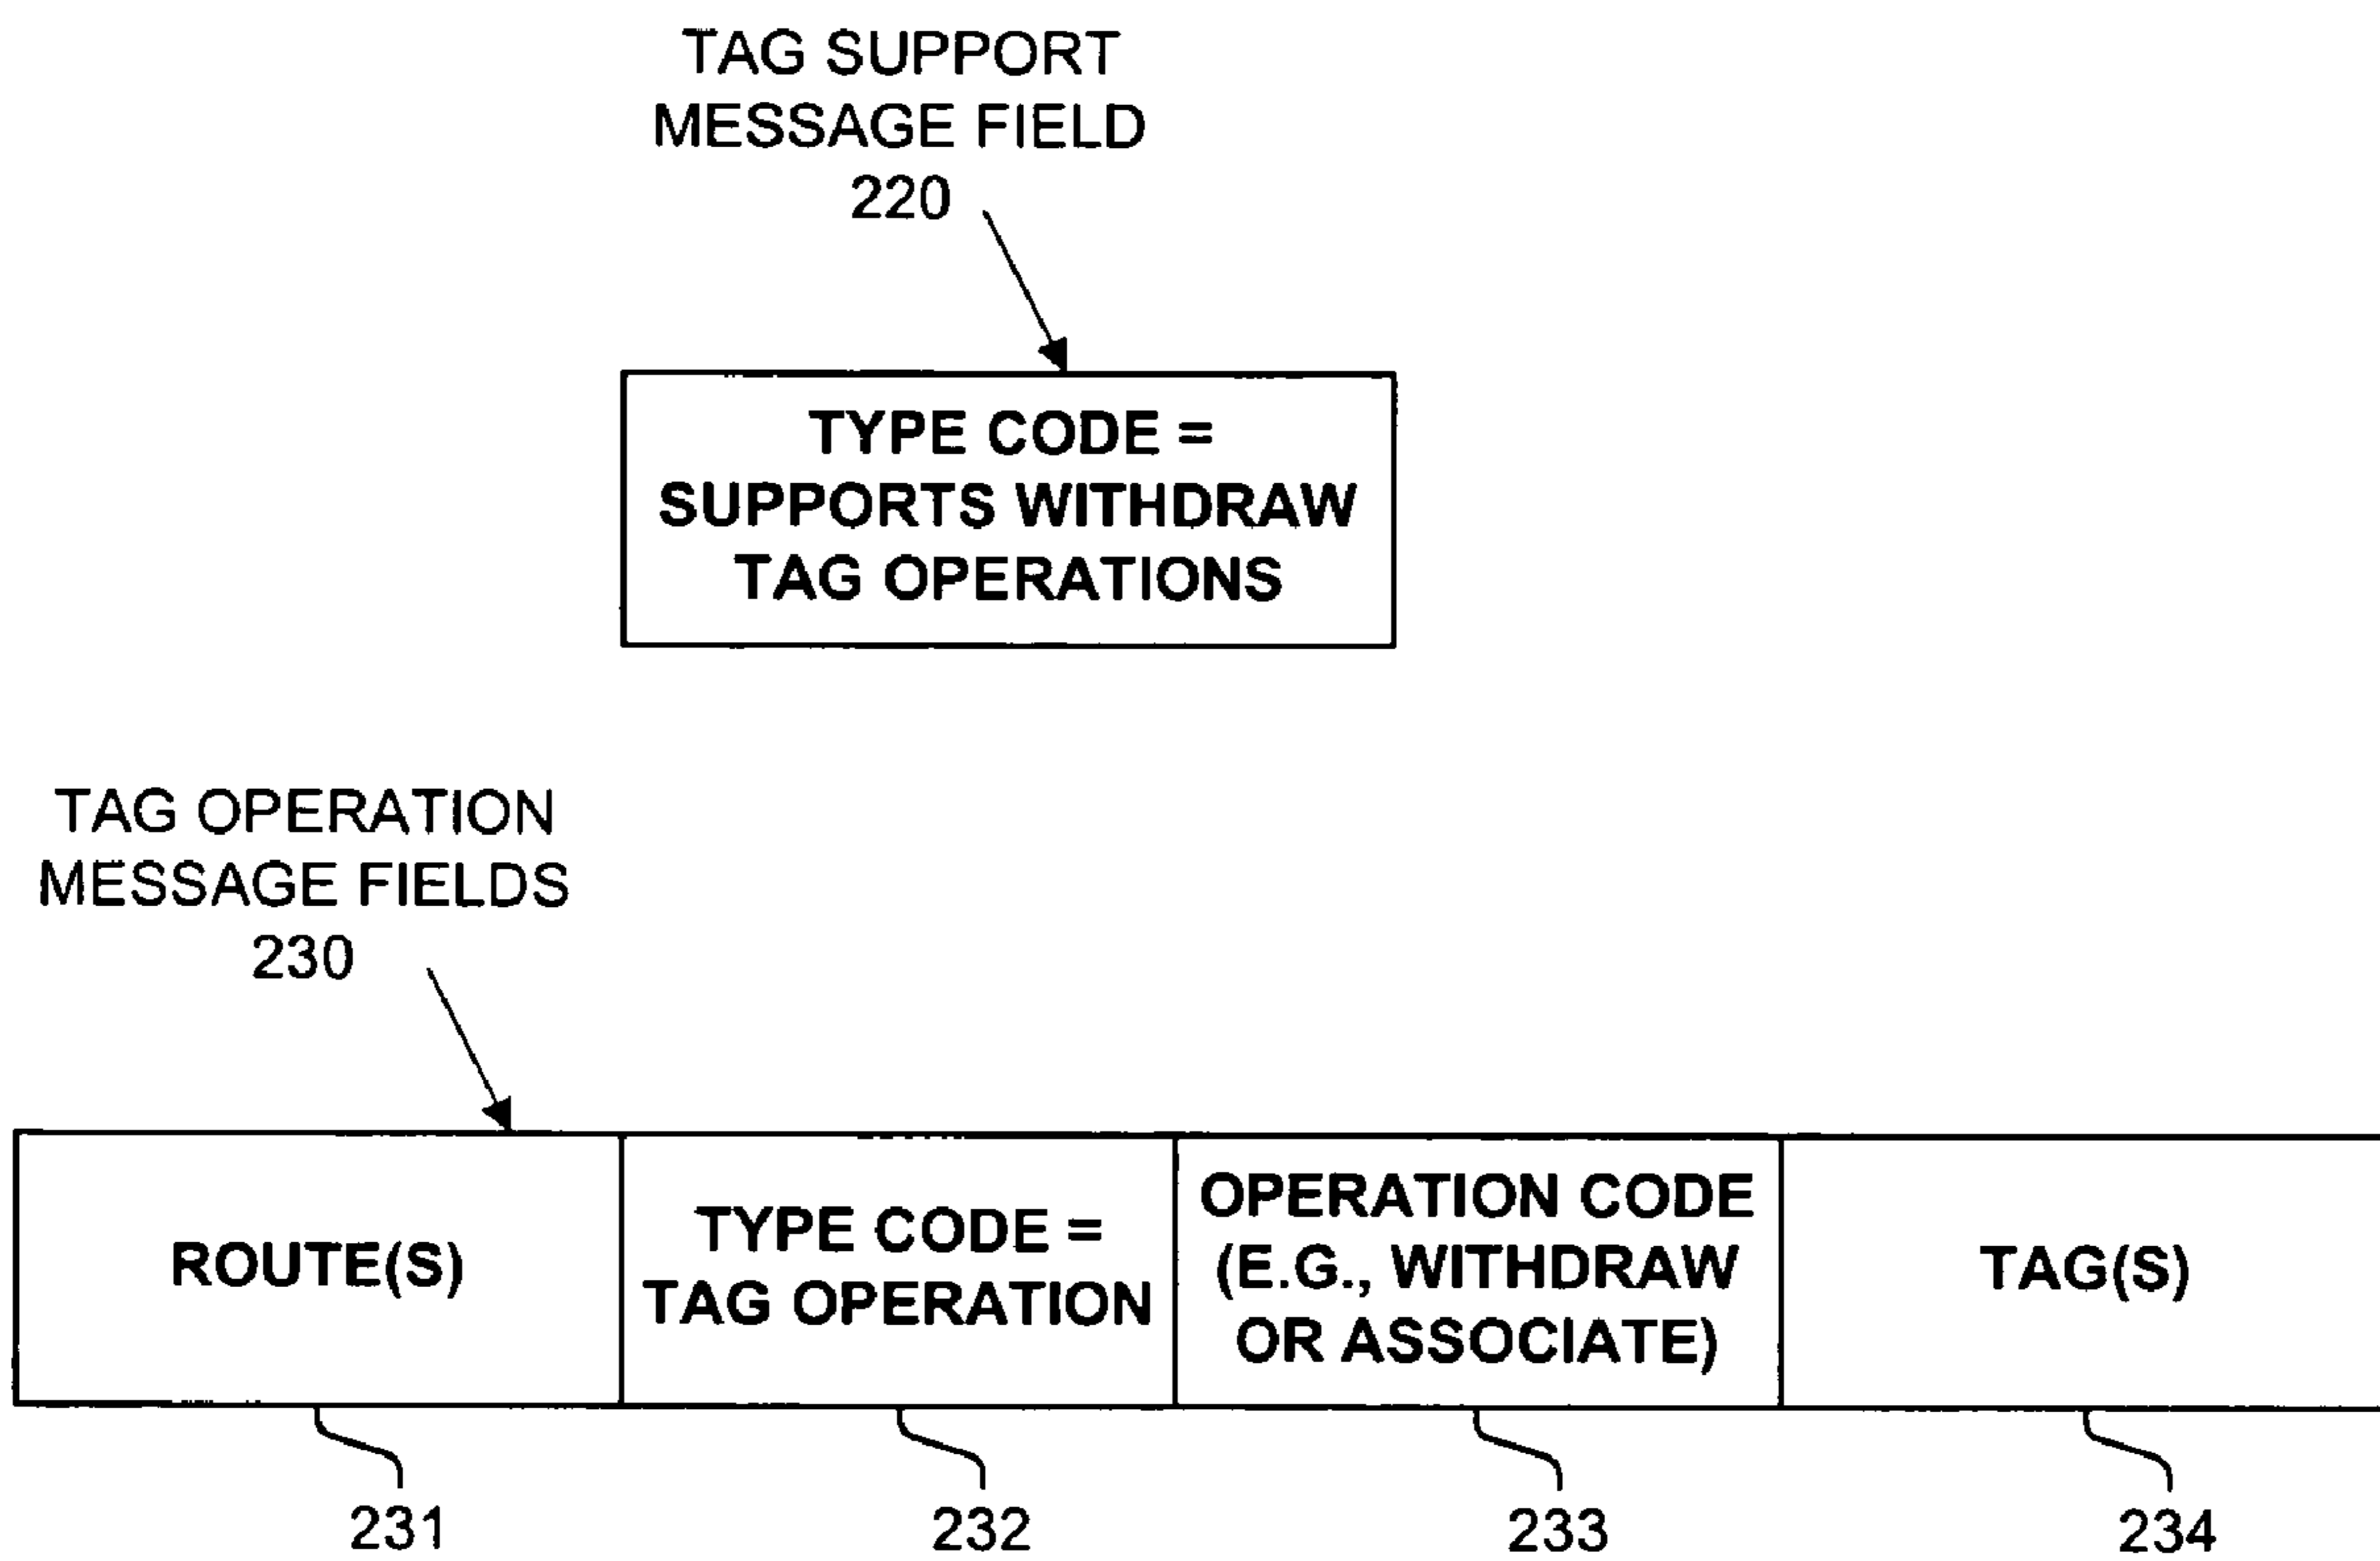 TAG SUPPORT
MESSAGE FIELD
220
TYPE CODE =
SUPPORTS WITHDRAW
TAG OPERATIONS
TAG OPERATION
MESSAGE FIELDS
230
ROUTE(S)
TYPE CODE =
TAG OPERATION
OPERATION CODE
(E.G., WITHDRAW
OR ASSOCIATE)
TAG(S)
231
232
233
234